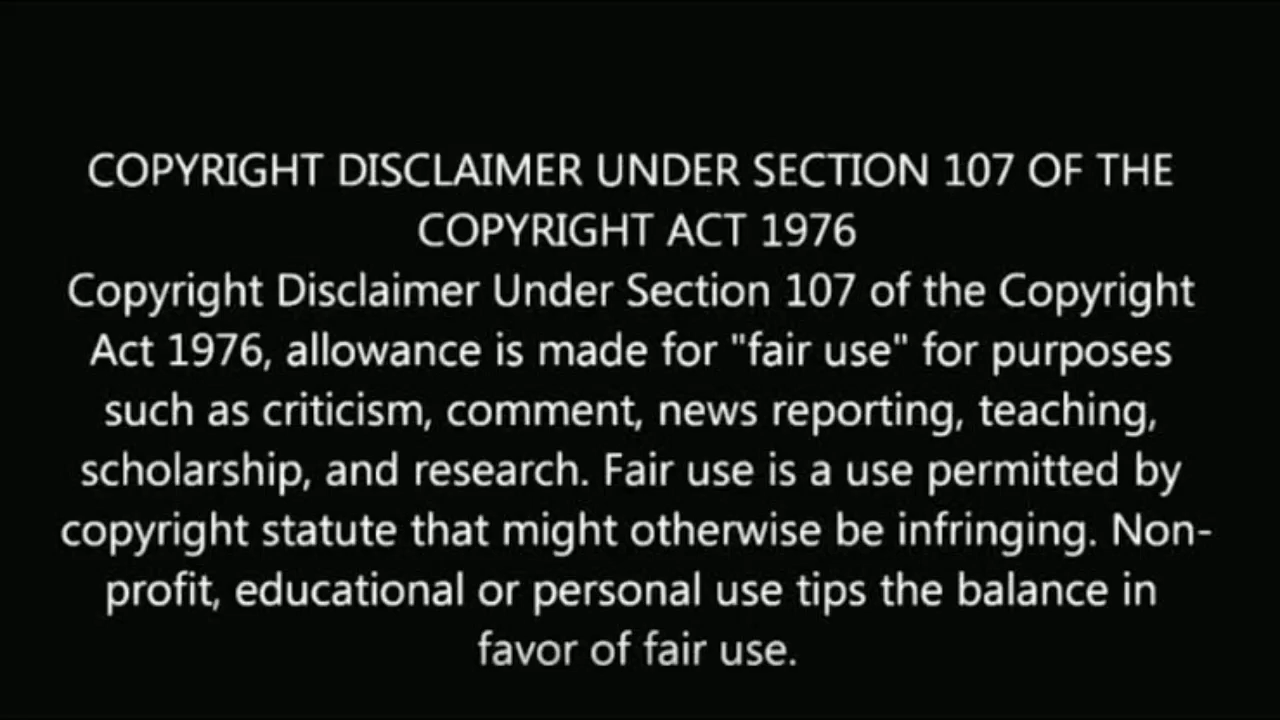 COPYRIGHT DISCLAIMER UNDER SECTION 107 OF THE
COPYRIGHT ACT 1976
Copyright Disclaimer Under Section 107 of the Copyright
Act 1976, allowance is made for "fair use" for purposes
such as criticism, comment, news reporting, teaching,
scholarship, and research. Fair use is a use permitted by
copyright statute that might otherwise be infringing. Non-
profit, educational or personal use tips the balance in
favor of fair use.